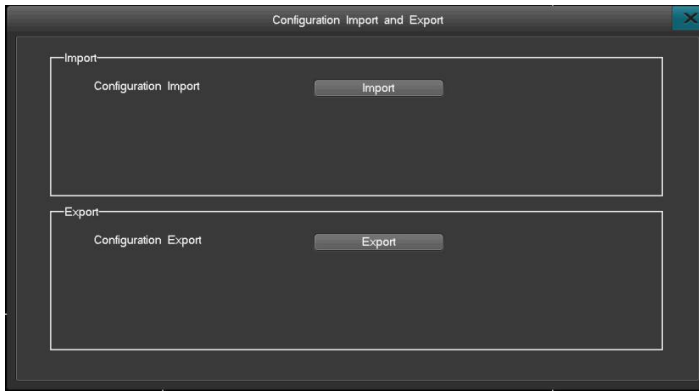 Configuration Import and Export
Import
Configuration Import
Import
Export
Configuration Export
Export